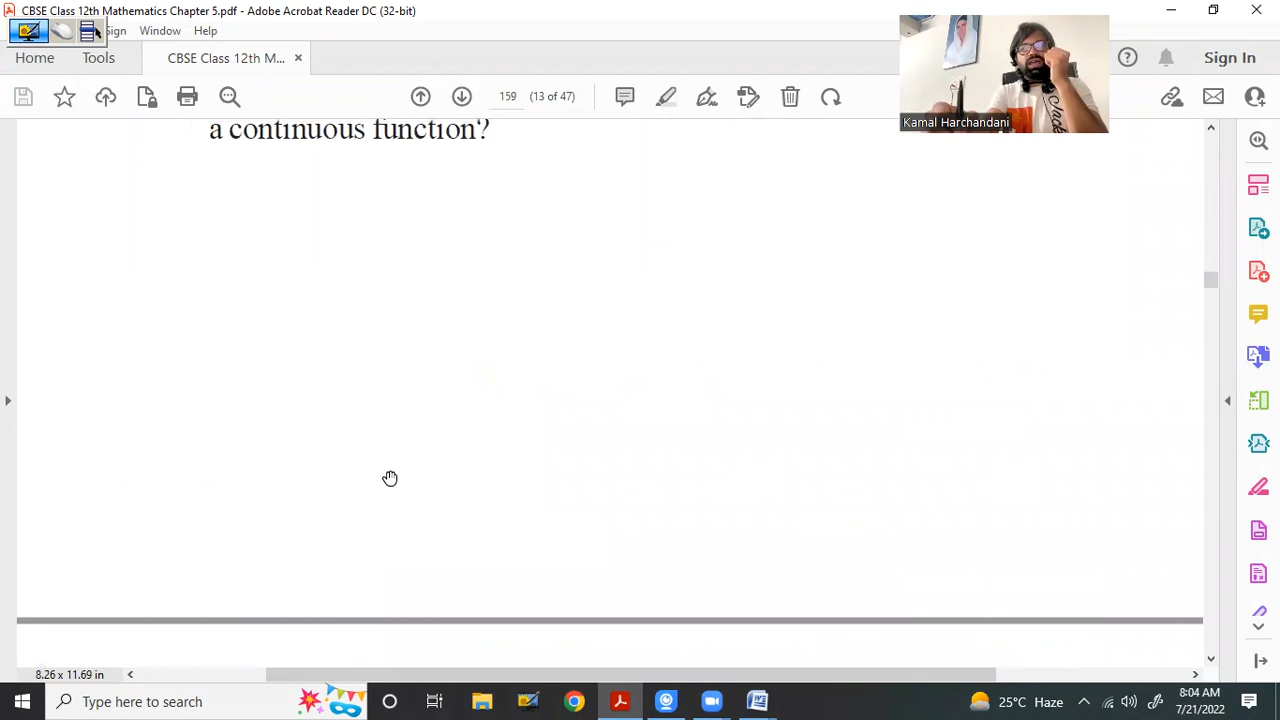 CBSE Class 12th Mathematics Chapter 5.pdf - Adobe Acrobat Reader DC (32-bit)
Sign Window Help
Home Tools CBSE Class 12th M... × Sign In
159 (13 of 47)
Kamal Harchandani
a continuous function?
8.26 x 11.69 in
Type here to search
25°C Haze
8:04 AM
7/21/2022